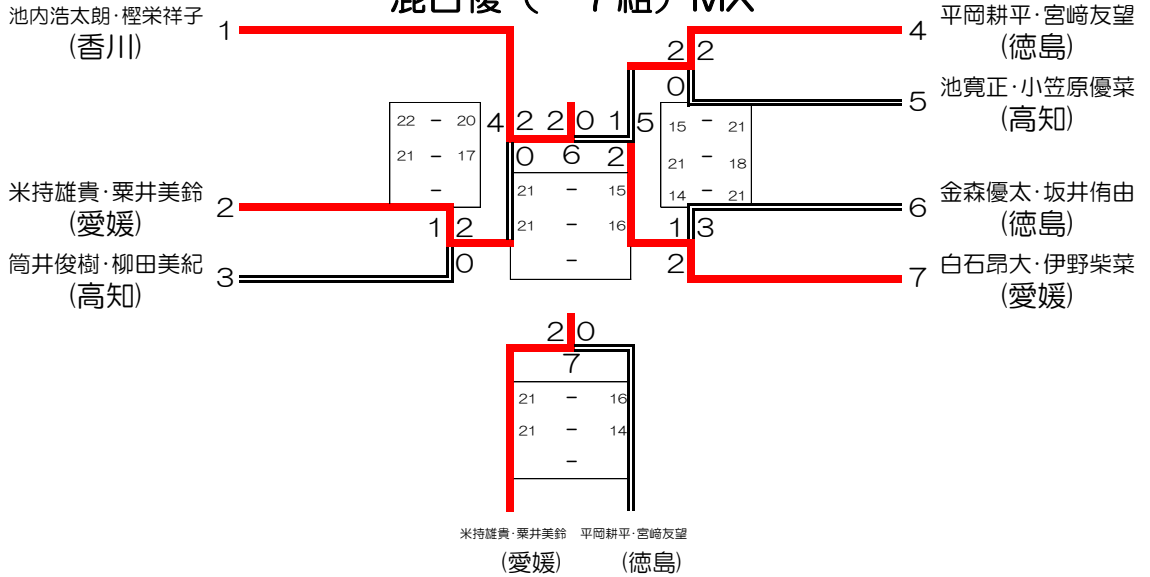 混合複 ( 7組) MX
池内浩太朗・樫栄祥子
(香川)
1
4
平岡耕平・宮﨑友望
(徳島)
2 2
0
5
池寛正・小笠原優菜
(高知)
22 - 20
21 - 17
-
4 2 2 0 1 5
0 6 2
15 - 21
21 - 18
14 - 21
21 - 15
21 - 16
-
米持雄貴・粟井美鈴
(愛媛)
2
1 2
0
筒井俊樹・柳田美紀
(高知)
3
6
金森優太・坂井侑由
(徳島)
1 3
2
7
白石昂大・伊野柴菜
(愛媛)
2 0
7
21 - 16
21 - 14
-
米持雄貴・粟井美鈴 平岡耕平・宮﨑友望
(愛媛) (徳島)